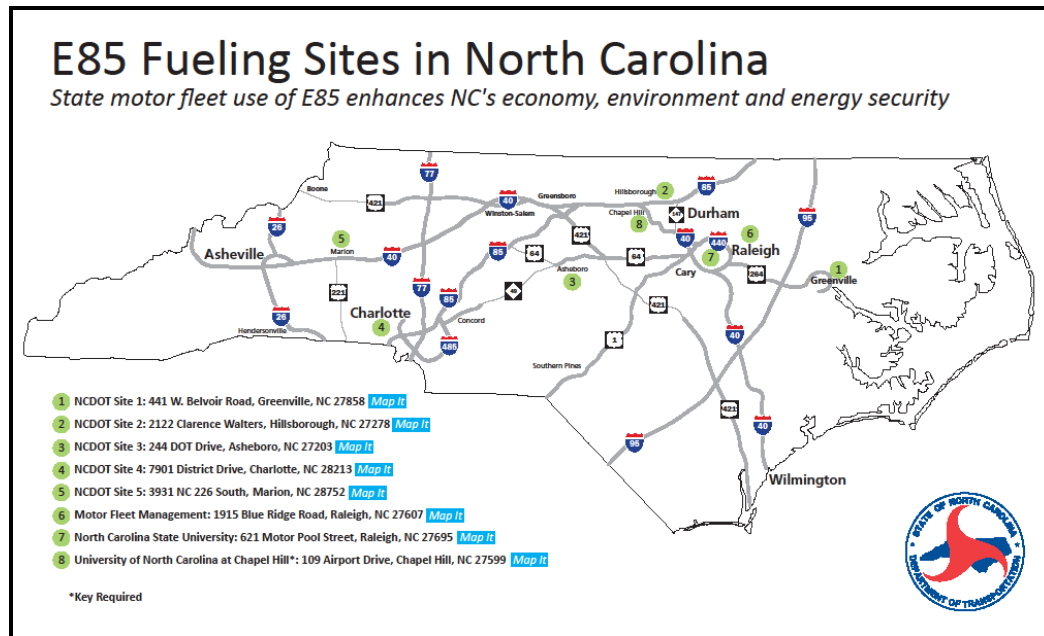 E85 Fueling Sites in North Carolina
State motor fleet use of E85 enhances NC's economy, environment and energy security
77
Boone
421
40
Winston-Salem
Greensboro
Hillsborough
2
85
Chapel Hill
8
147
Durham
95
26
5
Marion
Asheville
40
85
64
421
64
40
440
6
Raleigh
7
Cary
264
1
Greenville
Asheboro
3
221
77
85
49
26
Hendersonville
Charlotte
4
Concord
485
421
40
1
Southern Pines
421
95
40
Wilmington
1 NCDOT Site 1: 441 W. Belvoir Road, Greenville, NC 27858 Map It
2 NCDOT Site 2: 2122 Clarence Walters, Hillsborough, NC 27278 Map It
3 NCDOT Site 3: 244 DOT Drive, Asheboro, NC 27203 Map It
4 NCDOT Site 4: 7901 District Drive, Charlotte, NC 28213 Map It
5 NCDOT Site 5: 3931 NC 226 South, Marion, NC 28752 Map It
6 Motor Fleet Management: 1915 Blue Ridge Road, Raleigh, NC 27607 Map It
7 North Carolina State University: 621 Motor Pool Street, Raleigh, NC 27695 Map It
8 University of North Carolina at Chapel Hill*: 109 Airport Drive, Chapel Hill, NC 27599 Map It
*Key Required
STATE OF NORTH CAROLINA
DEPARTMENT OF TRANSPORTATION